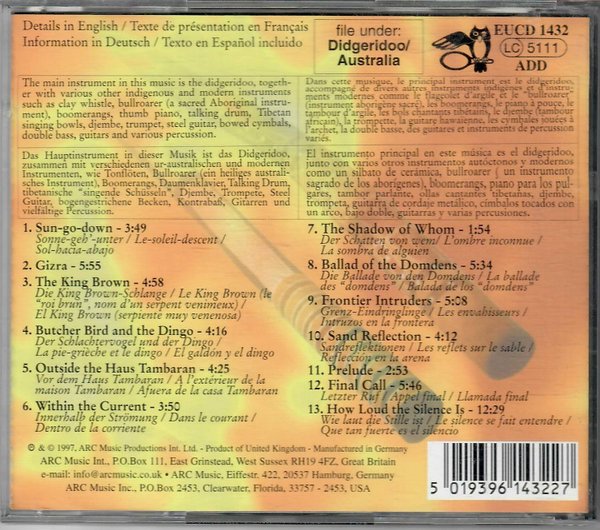 Details in English / Texte de présentation en Français
Information in Deutsch / Texto en Español incluido
file under:
Didgeridoo/
Australia
EUCD 1432
LC 5111
ADD
The main instrument in this music is the didgeridoo, togeth-
er with various other indigenous and modern instruments
such as clay whistle, bullroarer (a sacred Aboriginal instru-
ment), boomerangs, thumb piano, talking drum, Tibetan
singing bowls, djembe, trumpet, steel guitar, bowed cymbals,
double bass, guitars and various percussion.
Dans cette musique, le principal instrument est le didgeridoo,
accompagné de divers autres instruments indigènes et d'instru-
ments modernes comme le flageolet d'argile et le "bullroarer"
(instrument aborigène sacré), les boomerangs, le piano à pouce, le
tambour d'argile, les bols chantants tibétains, le djembe (tambour
africain), la trompette, la guitare hawaïenne, les cymbales jouées à
l'archet, la double basse, des guitares et instruments de percussion
variés.
Das Hauptinstrument in dieser Musik ist das Didgeridoo,
zusammen mit verschiedenen ur-australischen und modernen
Instrumenten, wie Tonflöten, Bullroarer (ein heiliges australi-
sches Instrument), Boomerangs, Daumenklavier, Talking Drum,
tibetanische "singende Schüsseln", Djembe, Trompete, Steel
Guitar, bogengestrichene Becken, Kontrabaß, Gitarren und
vielfältige Percussion.
El instrumento principal en esta música es el didgeridoo,
junto con varios otros instrumentos autóctonos y modernos
como un silbato de cerámica, bullroarer ( un instrumento
sagrado de los aborígenes), boomerangs, piano para los pul-
gares, tambor parlante, ollas cantantes tibetanas, djembe,
trompeta, guitarra de cordaje metálico, címbalos tocados con un
arco, bajo doble, guitarras y varias percusiones.
1. Sun-go-down - 3:49
Sonne-geh'-unter / Le-soleil-descent /
Sol-hacia-abajo
2. Gizra - 5:55
3. The King Brown - 4:58
Die King Brown-Schlange / Le King Brown (le
"roi brun", nom d'un serpent venimeux) /
El King Brown (serpiente muy venenosa)
4. Butcher Bird and the Dingo - 4:16
Der Schlachtervogel und der Dingo /
La pie-grièche et le dingo / El galdón y el dingo
5. Outside the Haus Tambaran - 4:25
Vor dem Haus Tambaran / A l'extérieur de la
maison Tambaran / Afuera de la casa Tambaran
6. Within the Current - 3:50
Innerhalb der Strömung / Dans le courant /
Dentro de la corriente
7. The Shadow of Whom - 1:54
Der Schatten von wem / L'ombre inconnue /
La sombra de alguien
8. Ballad of the Domdens - 5:34
Die Ballade von den Domdens / La ballade
des "domdens" / Balada de los "domdens"
9. Frontier Intruders - 5:08
Grenz-Eindringlinge / Les envahisseurs /
Intruzos en la frontera
10. Sand Reflection - 4:12
Sandreflektionen / Les reflets sur le sable /
Reflección en la arena
11. Prelude - 2:53
12. Final Call - 5:46
Letzter Ruf / Appel final / Llamada final
13. How Loud the Silence Is - 12:29
Wie laut die Stille ist / Le silence se fait entendre /
Que tan fuerte es el silencio
℗ & © 1997, ARC Music Productions Int. Ltd. - Product of United Kingdom - Manufactured in Germany
ARC Music Int., P.O.Box 111, East Grinstead, West Sussex RH19 4FZ, Great Britain
e-mail: info@arcmusic.co.uk - ARC Music, Eiffestr. 422, 20537 Hamburg, Germany
ARC Music Inc., P.O.Box 2453, Clearwater, Florida, 33757 - 2453, USA
5 019396 143227